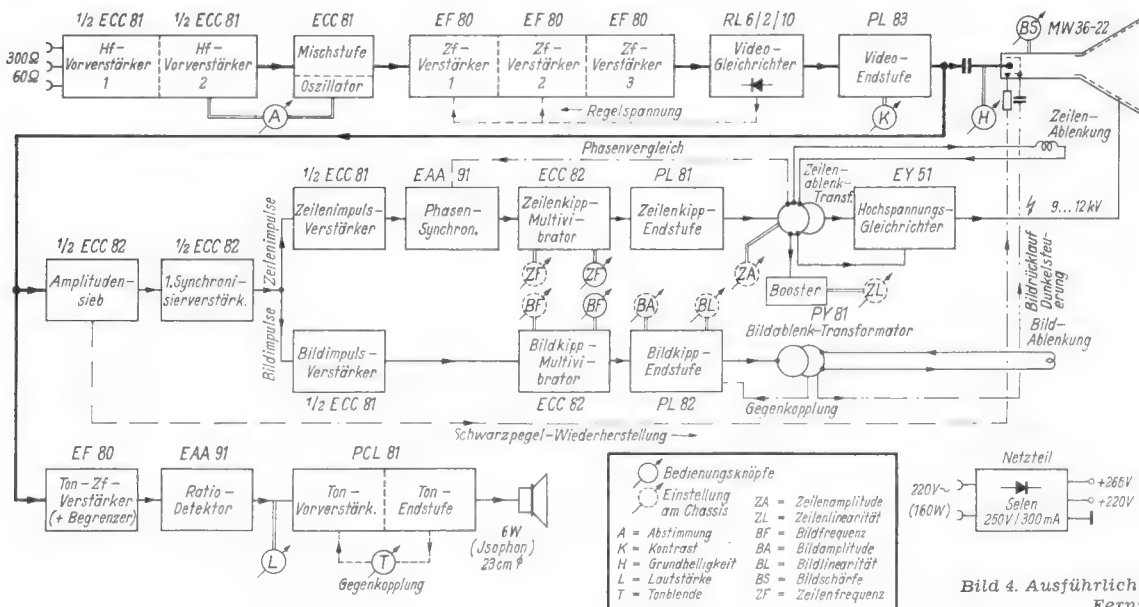 ½ ECC 81
½ ECC 81
ECC 81
EF 80
EF 80
EF 80
RL 6/2/10
PL 83
BS
MW 36-22
300Ω
60Ω
Hf-
Vorverstärker
1
Hf-
Vorverstärker
2
Mischstufe
Oszillator
Zf-
Verstärker
1
Zf-
Verstärker
2
Zf-
Verstärker
3
Video-
Gleichrichter
Video-
Endstufe
A
← Regelspannung
K
H
Phasenvergleich
Zeilen-
Ablenkung
½ ECC 81
EAA 91
ECC 82
PL 81
Zeilen-
ablenk-
Transf.
EY 51
Zeilenimpuls-
Verstärker
Phasen-
Synchron.
Zeilenkipp-
Multivi-
brator
Zeilenkipp-
Endstufe
Hochspannungs-
Gleichrichter
9...12 kV
½ ECC 82
½ ECC 82
Amplituden-
sieb
1.Synchroni-
sierverstärk.
Zeilenimpulse
Bildimpulse
ZF
ZF
ZA
Booster
ZL
PY 81
BF
BF
BA
BL
Bildablenk-Transformator
Bildrücklauf
Dunkelsteu-
erung
Bild-
Ablenkung
Bildimpuls-
Verstärker
Bildkipp-
Multivi-
brator
Bildkipp-
Endstufe
½ ECC 81
ECC 82
PL 82
Gegenkopplung
Schwarzpegel-Wiederherstellung →
EF 80
EAA 91
PCL 81
Ton-Zf-
Verstärker
(+ Begrenzer)
Ratio-
Detektor
Ton-
Vorverstärk.
Ton-
Endstufe
6W
(Jsophon)
23cm ϕ
L
T
Gegenkopplung
Bedienungsknöpfe
Einstellung
am Chassis
A = Abstimmung
K = Kontrast
H = Grundhelligkeit
L = Lautstärke
T = Tonblende
ZA = Zeilenamplitude
ZL = Zeilenlinearität
BF = Bildfrequenz
BA = Bildamplitude
BL = Bildlinearität
BS = Bildschärfe
ZF = Zeilenfrequenz
Netzteil
220V~
(160W)
Selen
250V/300mA
+265V
+220V
Bild 4. Ausführlich